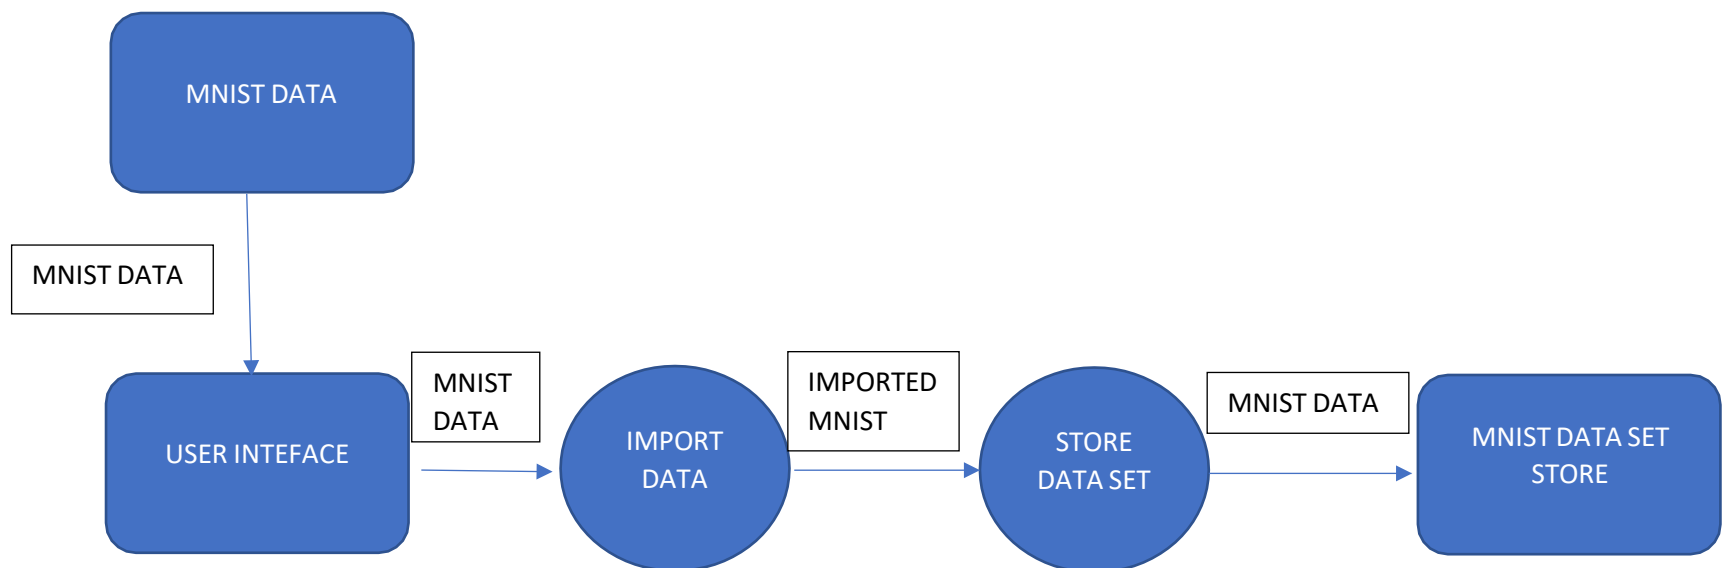 MNIST DATA
MNIST DATA
USER INTEFACE
MNIST
DATA
IMPORT
DATA
IMPORTED
MNIST
STORE
DATA SET
MNIST DATA
MNIST DATA SET
STORE